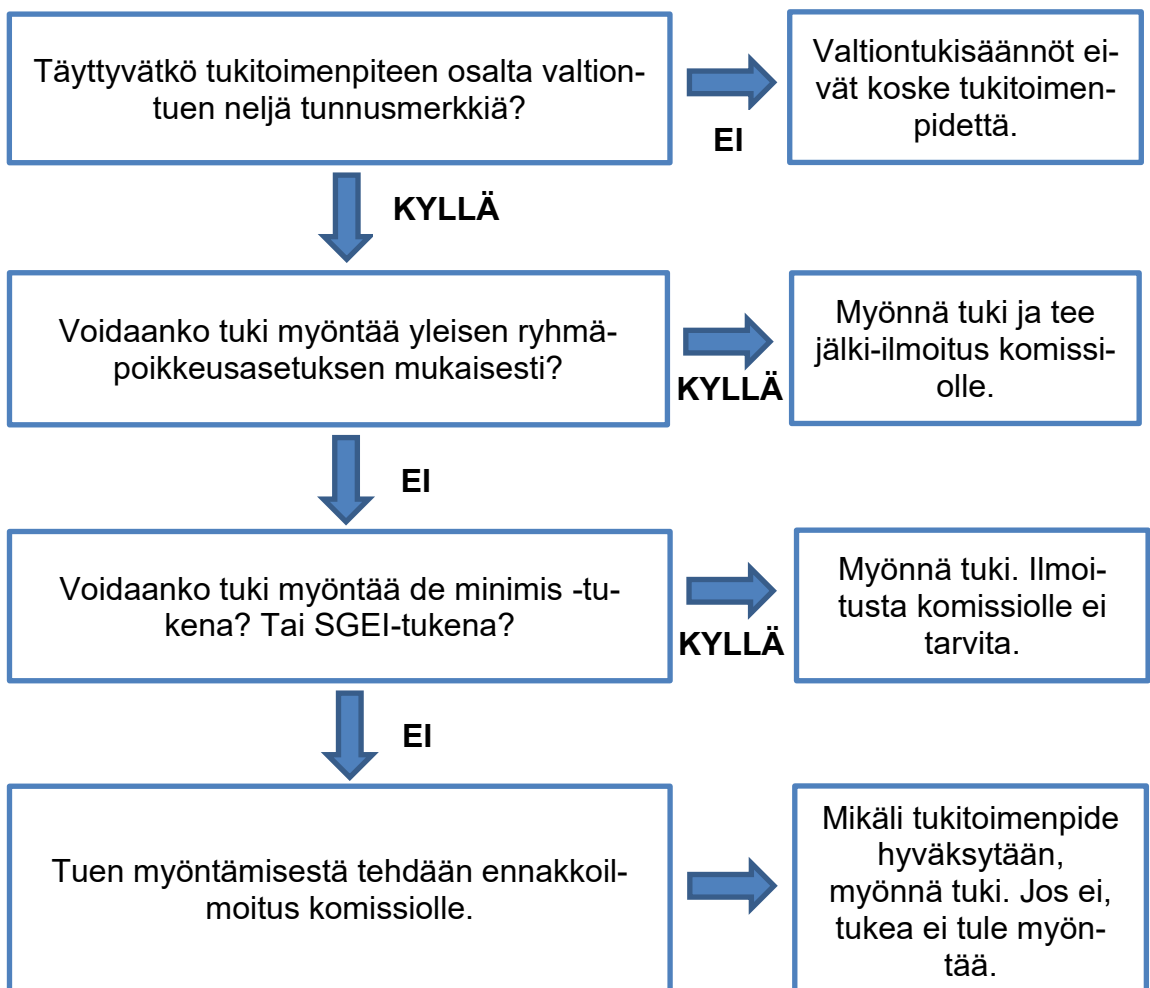 Täyttyvätkö tukitoimenpiteen osalta valtion-
tuen neljä tunnusmerkkiä?
EI
Valtiontukisäännöt ei-
vät koske tukitoimen-
pidettä.
KYLLÄ
Voidaanko tuki myöntää yleisen ryhmä-
poikkeusasetuksen mukaisesti?
KYLLÄ
Myönnä tuki ja tee
jälki-ilmoitus komissi-
olle.
EI
Voidaanko tuki myöntää de minimis -tu-
kena? Tai SGEI-tukena?
KYLLÄ
Myönnä tuki. Ilmoi-
tusta komissiolle ei
tarvita.
EI
Tuen myöntämisestä tehdään ennakkoil-
moitus komissiolle.
Mikäli tukitoimenpide
hyväksytään,
myönnä tuki. Jos ei,
tukea ei tule myön-
tää.